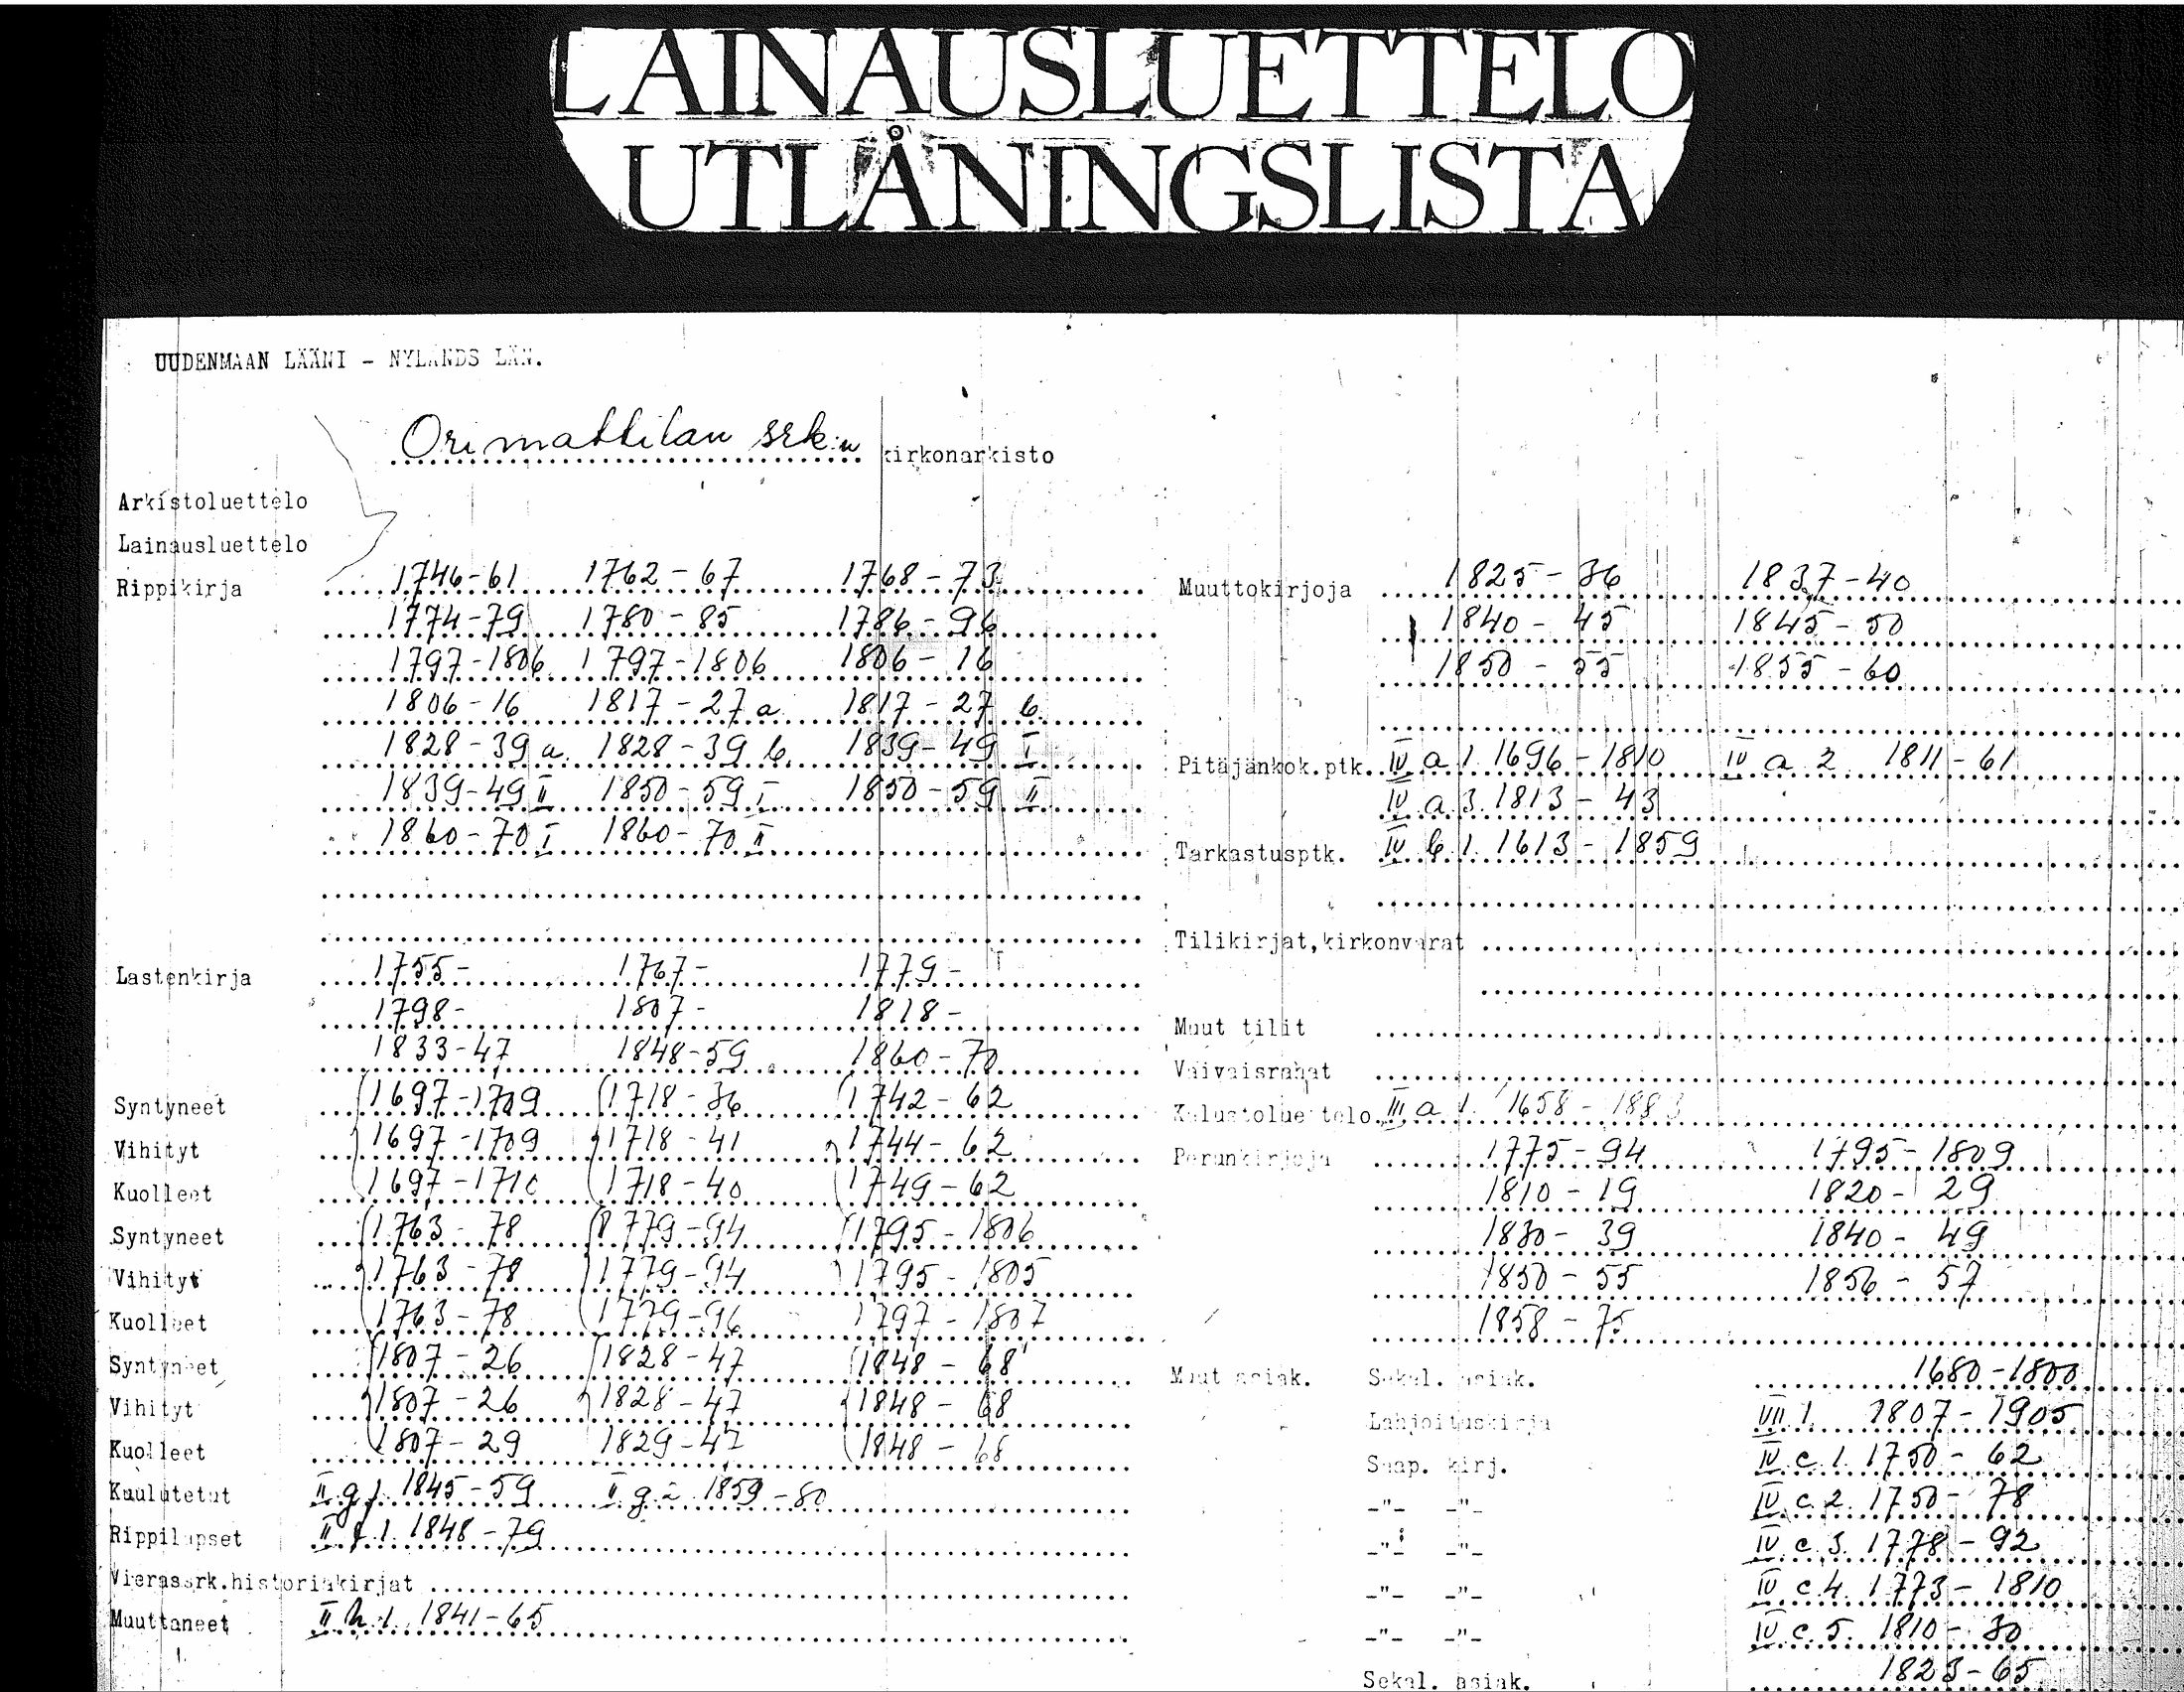 LAINAUSLUETTELO
UTLÅNINGSLISTA
UUDENMAAN LÄÄNI - NYLANDS LÄN.
Orimattilan srk:n kirkonarkisto
Arkistoluettelo
Lainausluettelo
Rippikirja 1746-61 1762-67 1768-73
1774-79 1780-85 1786-96
1797-1806 1797-1806 1806-16
1806-16 1817-27 a 1817-27 b
1828-39 a 1828-39 b 1839-49 I
1839-49 II 1850-59 I 1850-59 II
1860-70 I 1860-70 II
Lastenkirja 1755- 1767- 1779-
1798- 1807- 1818-
1833-47 1848-59 1860-70
Syntyneet 1697-1709 1718-36 1742-62
Vihityt 1697-1709 1718-41 1744-62
Kuolleet 1697-1710 1718-40 1749-62
Syntyneet 1763-78 1779-94 1795-1806
Vihityt 1763-78 1779-94 1795-1805
Kuolleet 1763-78 1779-96 1797-1807
Syntyneet 1807-26 1828-47 1848-68
Vihityt 1807-26 1828-47 1848-68
Kuolleet 1807-29 1829-47 1848-68
Kuulutetut II g 1 1845-59 II g 2 1859-80
Rippilapset II f 1 1848-79
Vierassrk.historiakirjat
Muuttaneet II h 1 1841-65
Muuttokirjoja 1825-36 1837-40
1840-45 1845-50
1850-55 1855-60
Pitäjänkok.ptk. IV a 1 1696-1810 IV a 2 1811-61
IV a 3 1813-43
Tarkastusptk. IV b 1 1613-1859
Tilikirjat,kirkonvarat
Muut tilit
Vaivaisrahat
Kalustoluettelo III a 1 1658-1883
Perunkirjoja 1775-94 1795-1809
1810-19 1820-29
1830-39 1840-49
1850-55 1856-57
1858-75
Muut asiak. Sekal. asiak. 1680-1800
Lahjoituskirja VII 1 1807-1905
Saap. kirj. IV c 1 1750-62
-"- -"- IV c 2 1750-78
-"- -"- IV c 3 1778-92
-"- -"- IV c 4 1773-1810
-"- -"- IV c 5 1810-30
Sekal. asiak. 1823-65